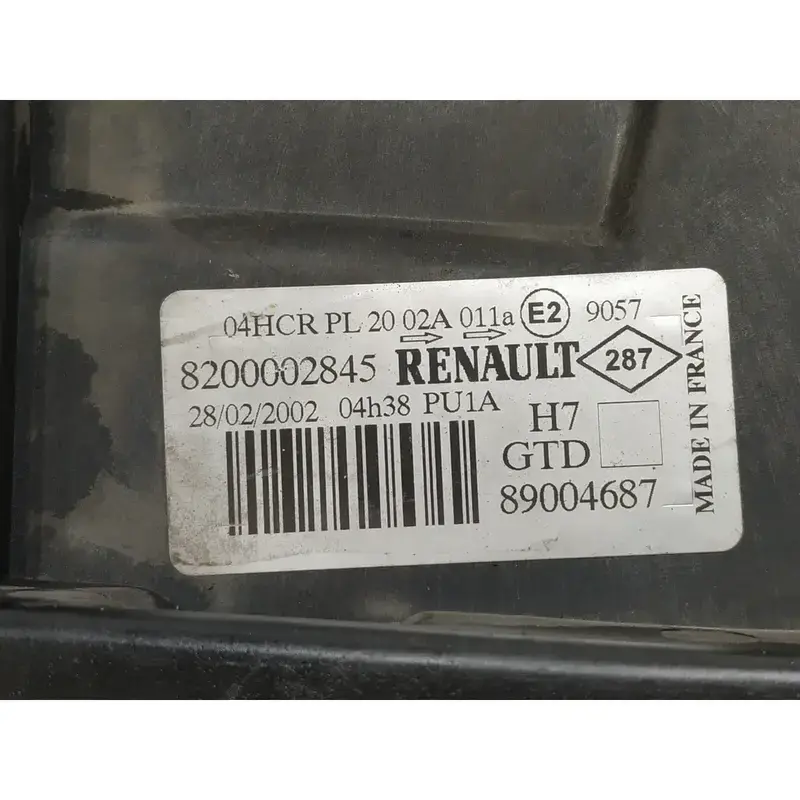 04HCR PL 20 02A 011a E2 9057
8200002845 RENAULT 287
28/02/2002 04h38 PU1A
H7
GTD
89004687
MADE IN FRANCE